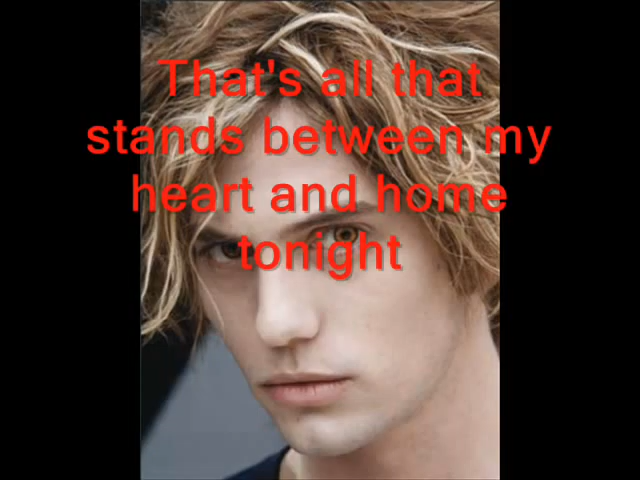 That's all that
stands between my
heart and home
tonight